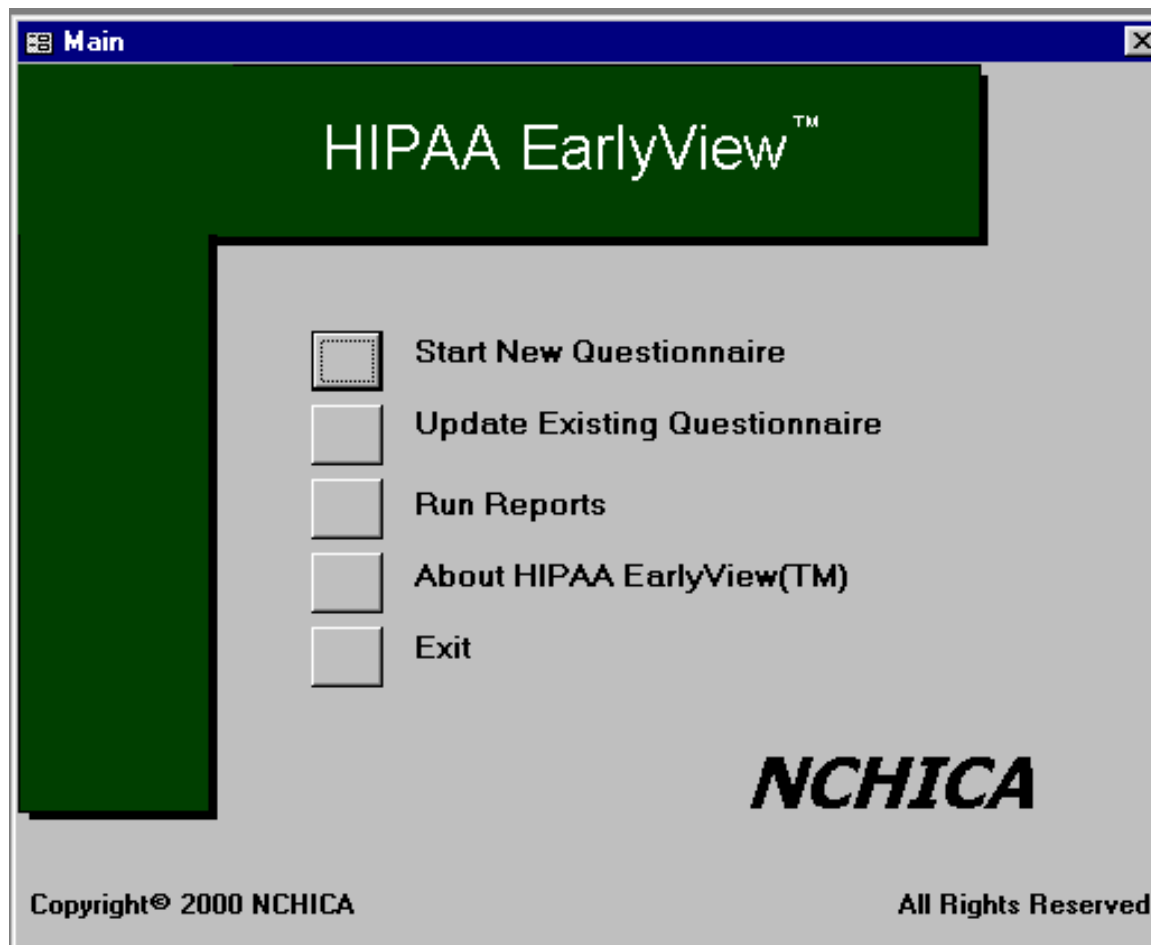 Main
HIPAA EarlyView™
Start New Questionnaire
Update Existing Questionnaire
Run Reports
About HIPAA EarlyView(TM)
Exit
NCHICA
Copyright© 2000 NCHICA
All Rights Reserved